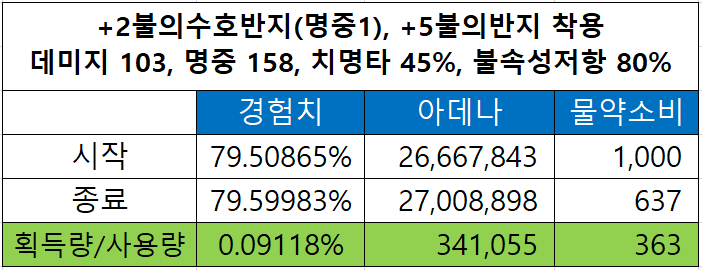 +2불의수호반지(명중1), +5불의반지 착용
데미지 103, 명중 158, 치명타 45%, 불속성저항 80%
경험치 아데나 물약소비
시작 79.50865% 26,667,843 1,000
종료 79.59983% 27,008,898 637
획득량/사용량 0.09118% 341,055 363